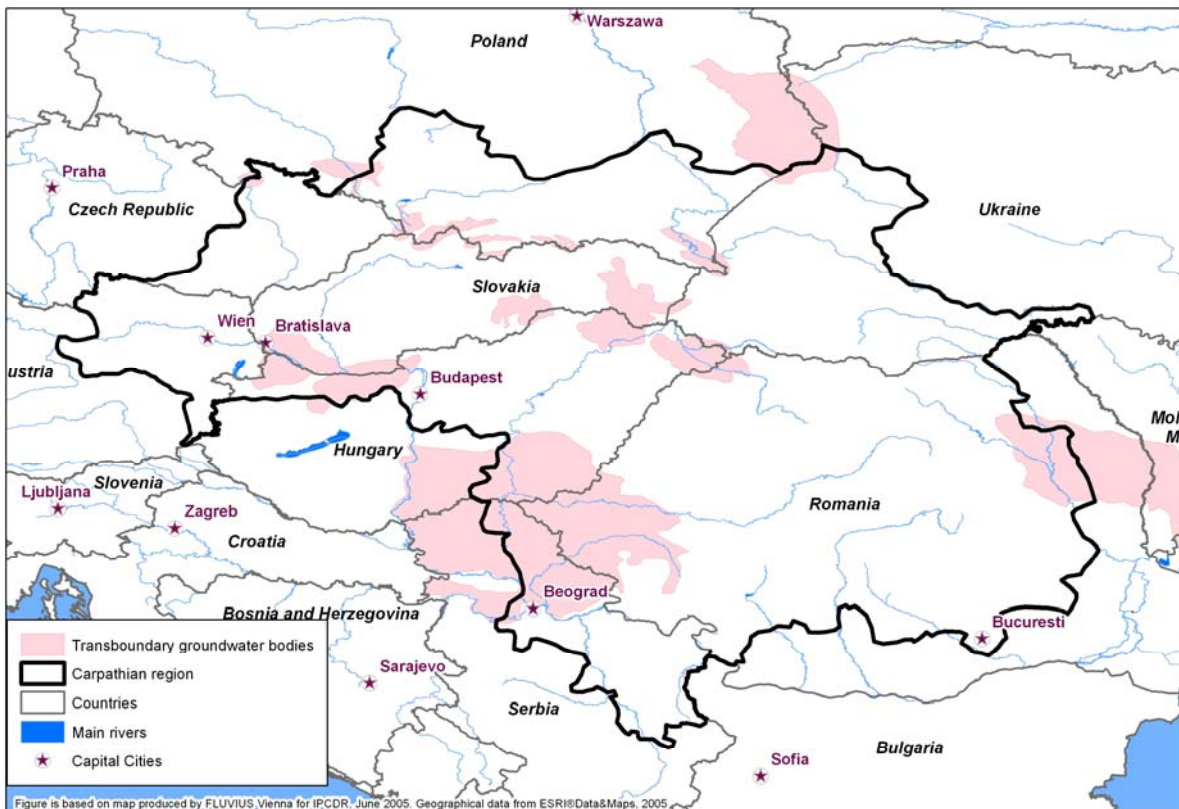 Warszawa
Poland
Praha
Czech Republic
Ukraine
Slovakia
Wien
Bratislava
ustria
Budapest
Hungary
Mol
M
Slovenia
Ljubljana
Zagreb
Romania
Croatia
Beograd
Bosnia and Herzegovina
Bucuresti
Sarajevo
Serbia
Bulgaria
Sofia
Transboundary groundwater bodies
Carpathian region
Countries
Main rivers
Capital Cities
Figure is based on map produced by FLUVIUS,Vienna for IPCDR, June 2005. Geographical data from ESRI®Data&Maps, 2005